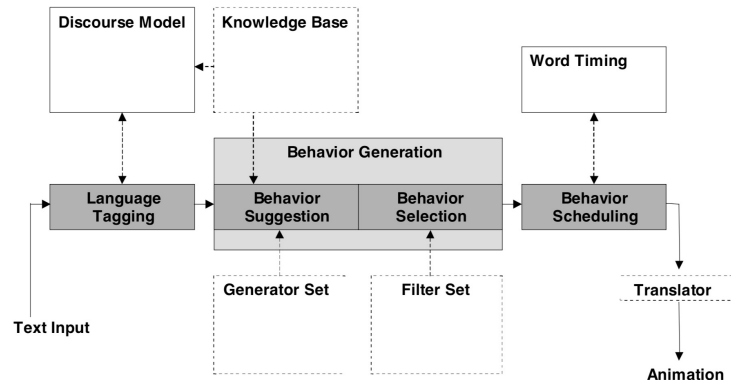 Discourse Model
Knowledge Base
Word Timing
Behavior Generation
Language
Tagging
Behavior
Suggestion
Behavior
Selection
Behavior
Scheduling
Generator Set
Filter Set
Translator
Text Input
Animation